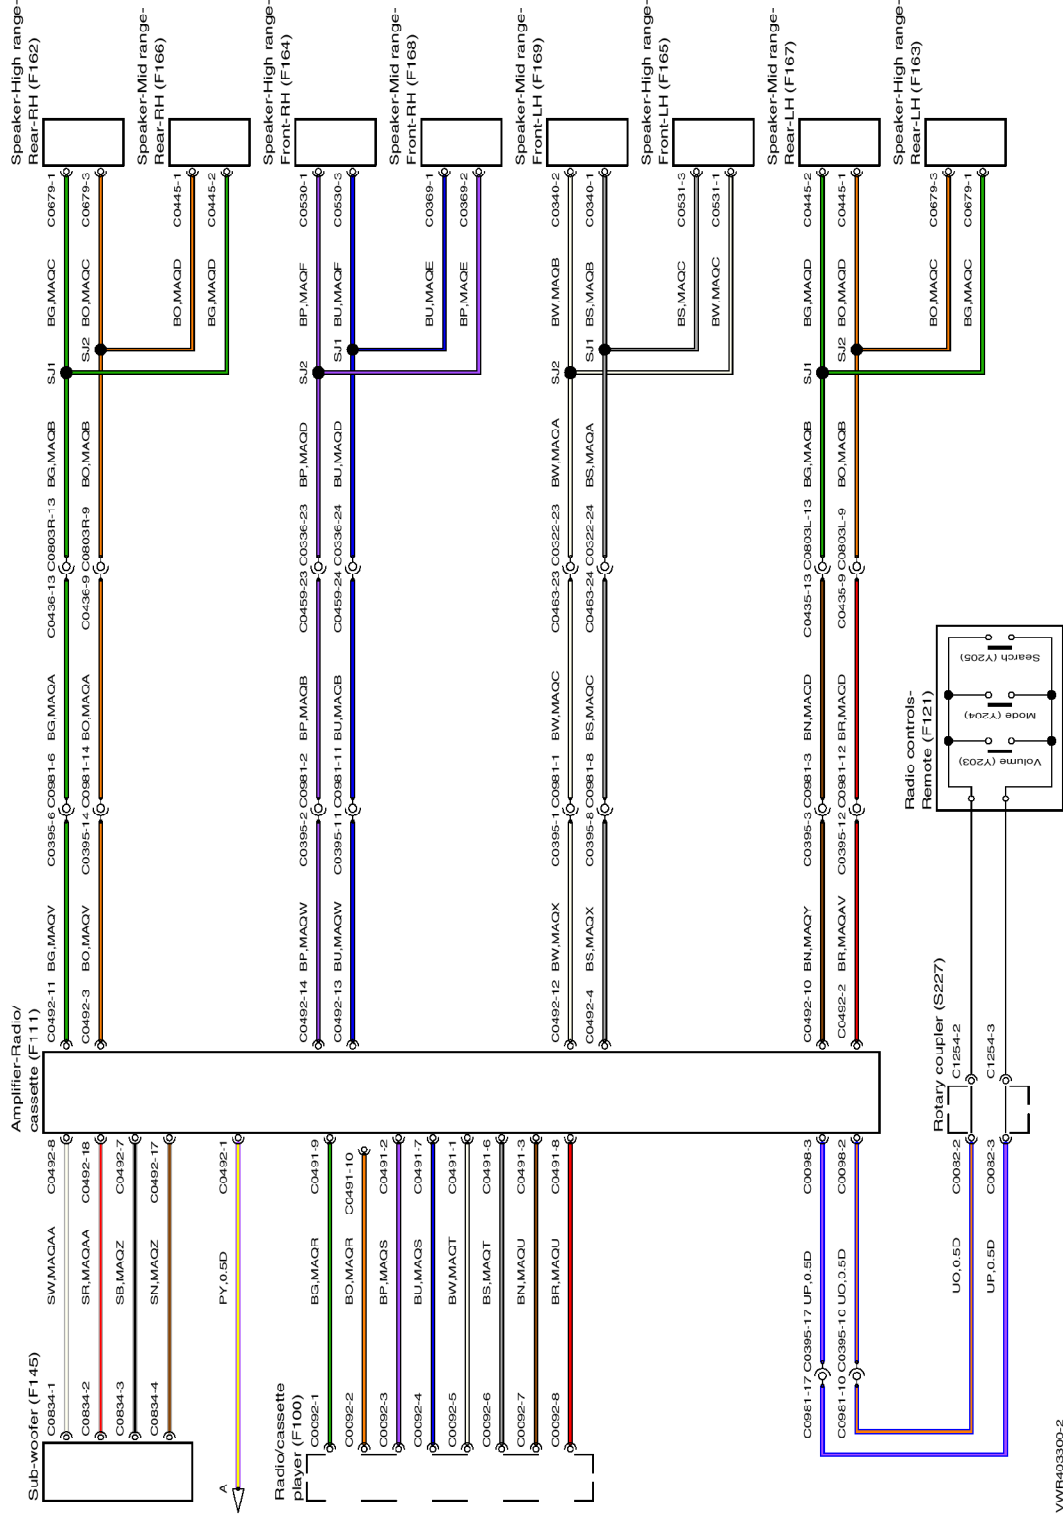 Speaker-High range-
Rear-RH (F162)
Speaker-Mid range-
Rear-RH (F166)
Speaker-High range-
Front-RH (F164)
Speaker-Mid range-
Front-RH (F168)
Speaker-Mid range-
Front-LH (F169)
Speaker-High range-
Front-LH (F165)
Speaker-Mid range-
Rear-LH (F167)
Speaker-High range-
Rear-LH (F163)
C0679-1
C0679-3
C0445-1
C0445-2
C0530-1
C0530-3
C0369-1
C0369-2
C0340-2
C0340-1
C0531-3
C0531-1
C0445-2
C0445-1
C0679-3
C0679-1
BG,MAQC
BO,MAQC
BO,MAQD
BG,MAQD
BP,MAQF
BU,MAQF
BU,MAQE
BP,MAQE
BW,MAQB
BS,MAQB
BS,MAQC
BW,MAQC
BG,MAQD
BO,MAQD
BO,MAQC
BG,MAQC
SJ1
SJ2
SJ2
SJ1
SJ2
SJ1
SJ1
SJ2
BG,MAQB
BO,MAQB
BP,MAQD
BU,MAQD
BW,MAQA
BS,MAQA
BG,MAQB
BO,MAQB
C0436-13 C0803R-13
C0436-9 C0803R-9
C0459-23 C0336-23
C0459-24 C0336-24
C0463-23 C0322-23
C0463-24 C0322-24
C0435-13 C0803L-13
C0435-9 C0803L-9
BG,MAQA
BO,MAQA
BP,MAQB
BU,MAQB
BW,MAQC
BS,MAQC
BN,MAQD
BR,MAQD
C0395-6 C0981-6
C0395-14 C0981-14
C0395-2 C0981-2
C0395-11 C0981-11
C0395-1 C0981-1
C0395-8 C0981-8
C0395-3 C0981-3
C0395-12 C0981-12
C0492-11 BG,MAQV
C0492-3 BO,MAQV
C0492-14 BP,MAQW
C0492-13 BU,MAQW
C0492-12 BW,MAQX
C0492-4 BS,MAQX
C0492-10 BN,MAQY
C0492-2 BR,MAQAV
Radio controls-
Remote (F121)
Search (Y205)
Mode (Y204)
Volume (Y203)
Rotary coupler (S227)
C1254-2
C1254-3
Amplifier-Radio/
cassette (F111)
C0492-8
C0492-18
C0492-7
C0492-17
C0492-1
C0491-9
C0491-10
C0491-2
C0491-7
C0491-1
C0491-6
C0491-3
C0491-8
C0098-3
C0098-2
C0082-2
C0082-3
SW,MAQAA
SR,MAQAA
SB,MAQZ
SN,MAQZ
PY,0.5D
BG,MAQR
BO,MAQR
BP,MAQS
BU,MAQS
BW,MAQT
BS,MAQT
BN,MAQU
BR,MAQU
UP,0.5D
UO,0.5D
UO,0.5D
UP,0.5D
Sub-woofer (F145)
C0834-1
C0834-2
C0834-3
C0834-4
A
Radio/cassette
player (F100)
C0092-1
C0092-2
C0092-3
C0092-4
C0092-5
C0092-6
C0092-7
C0092-8
C0981-17 C0395-17
C0981-10 C0395-10
VWR403300-2